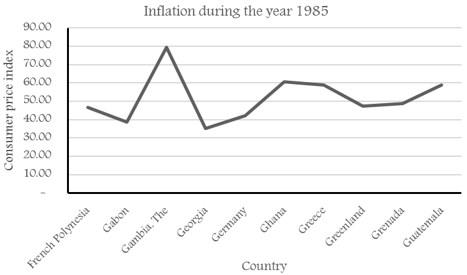 Inflation during the year 1985
Consumer price index
90.00
80.00
70.00
60.00
50.00
40.00
30.00
20.00
10.00
-
French Polynesia
Gabon
Gambia, The
Georgia
Germany
Ghana
Greece
Greenland
Grenada
Guatemala
Country